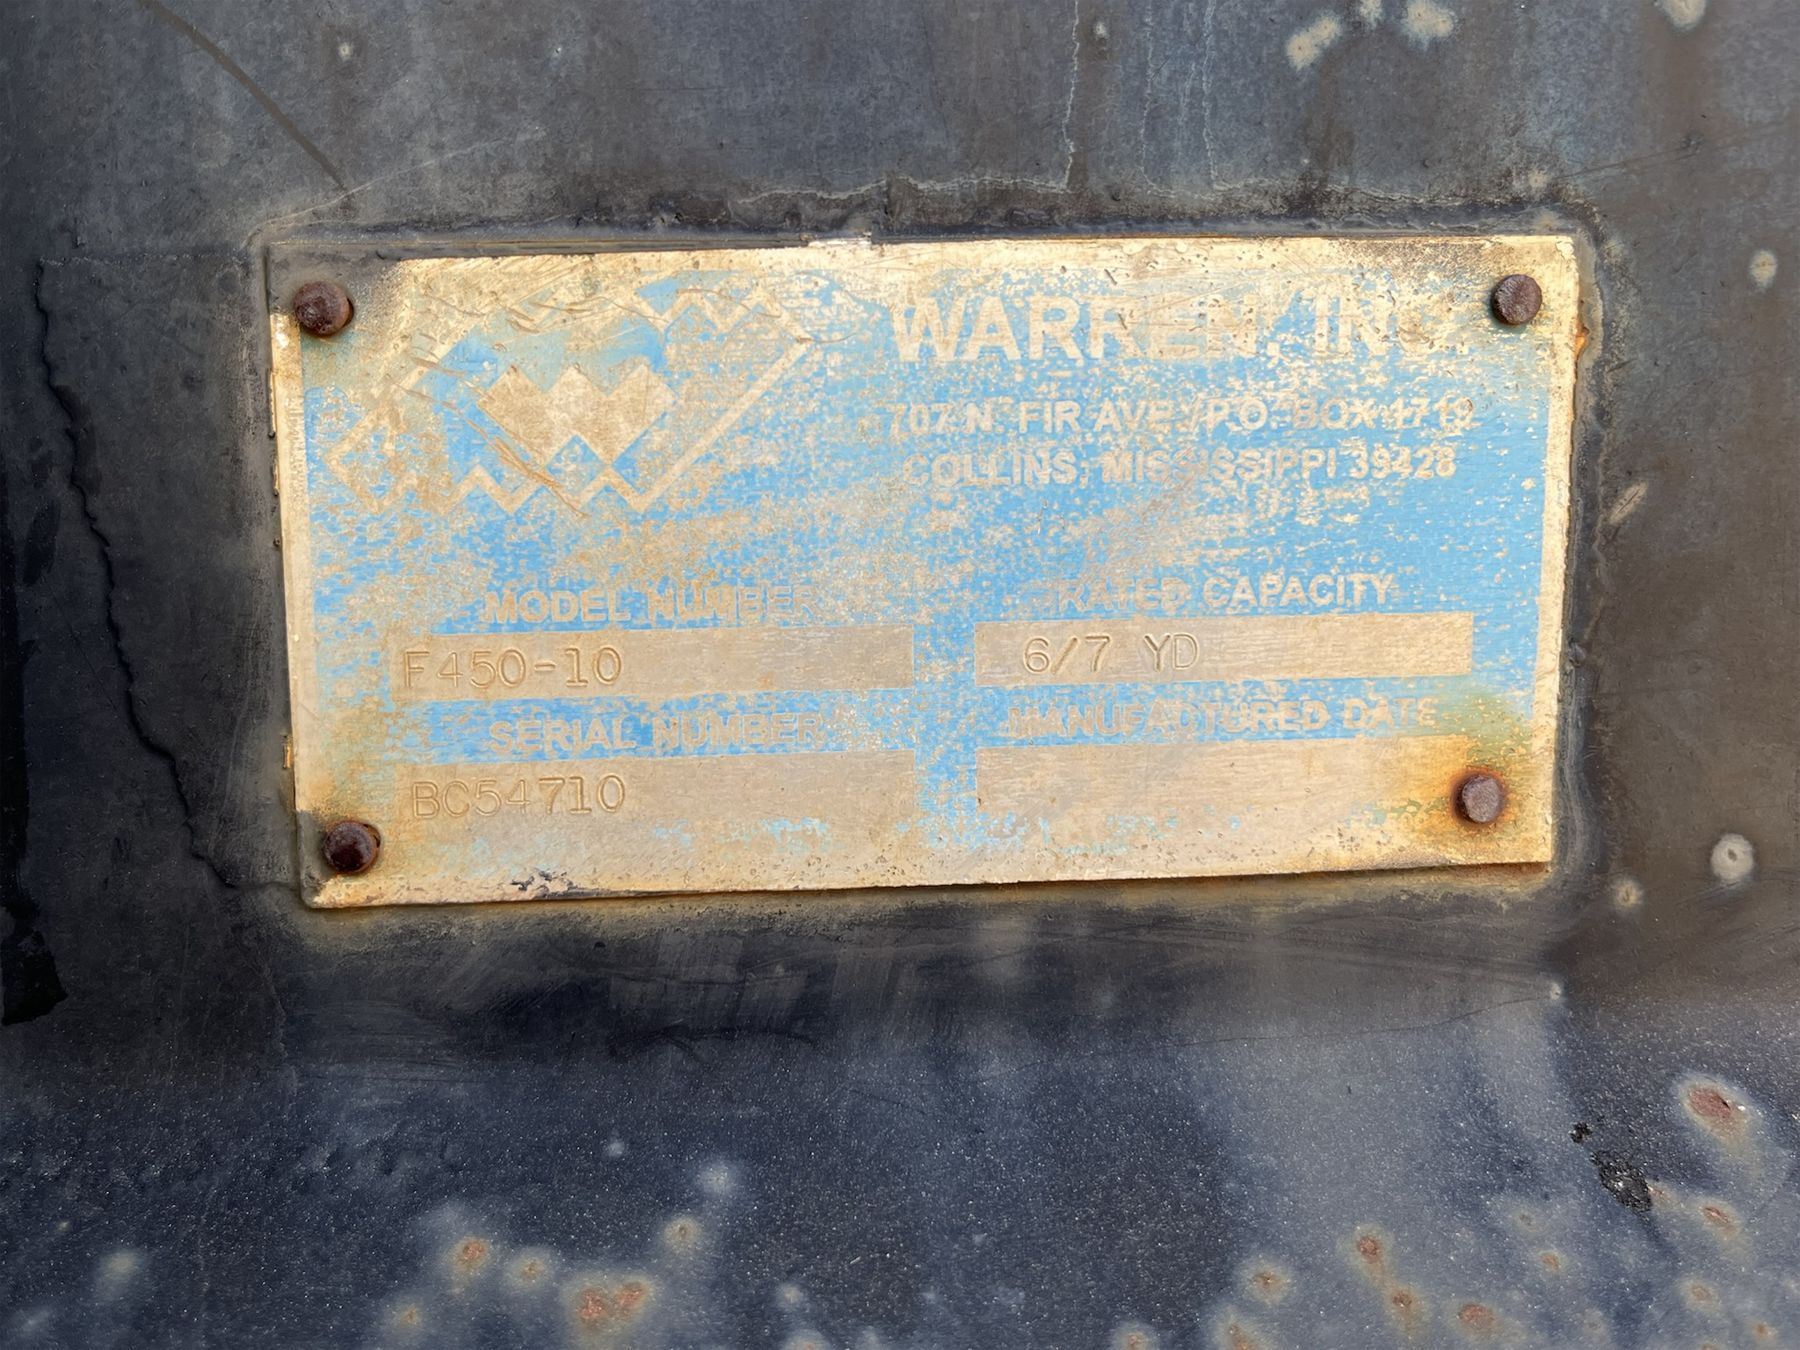 WARREN, INC.
707 N. FIR AVE./P.O. BOX 1719
COLLINS, MISSISSIPPI 39428
MODEL NUMBER
RATED CAPACITY
F450-10
6/7 YD
SERIAL NUMBER
MANUFACTURED DATE
BC54710